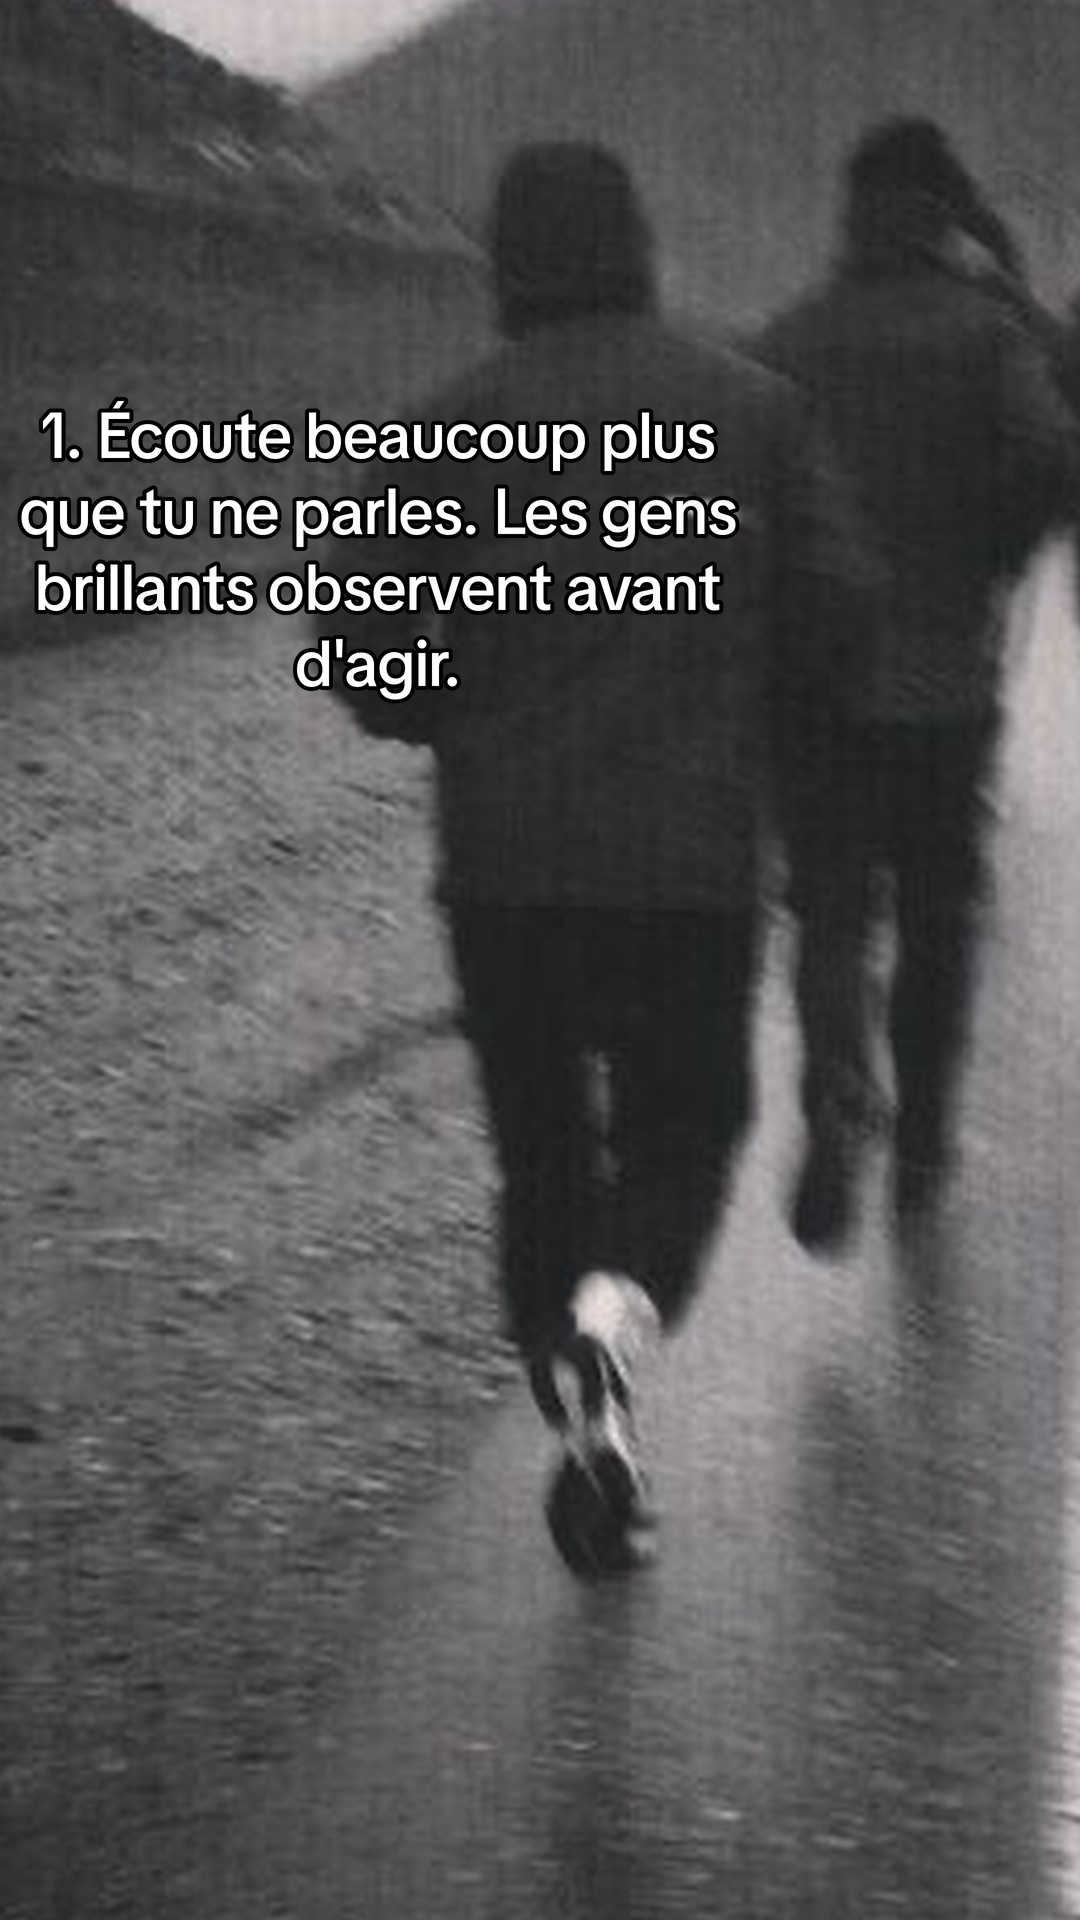 1. Écoute beaucoup plus
que tu ne parles. Les gens
brillants observent avant
d'agir.